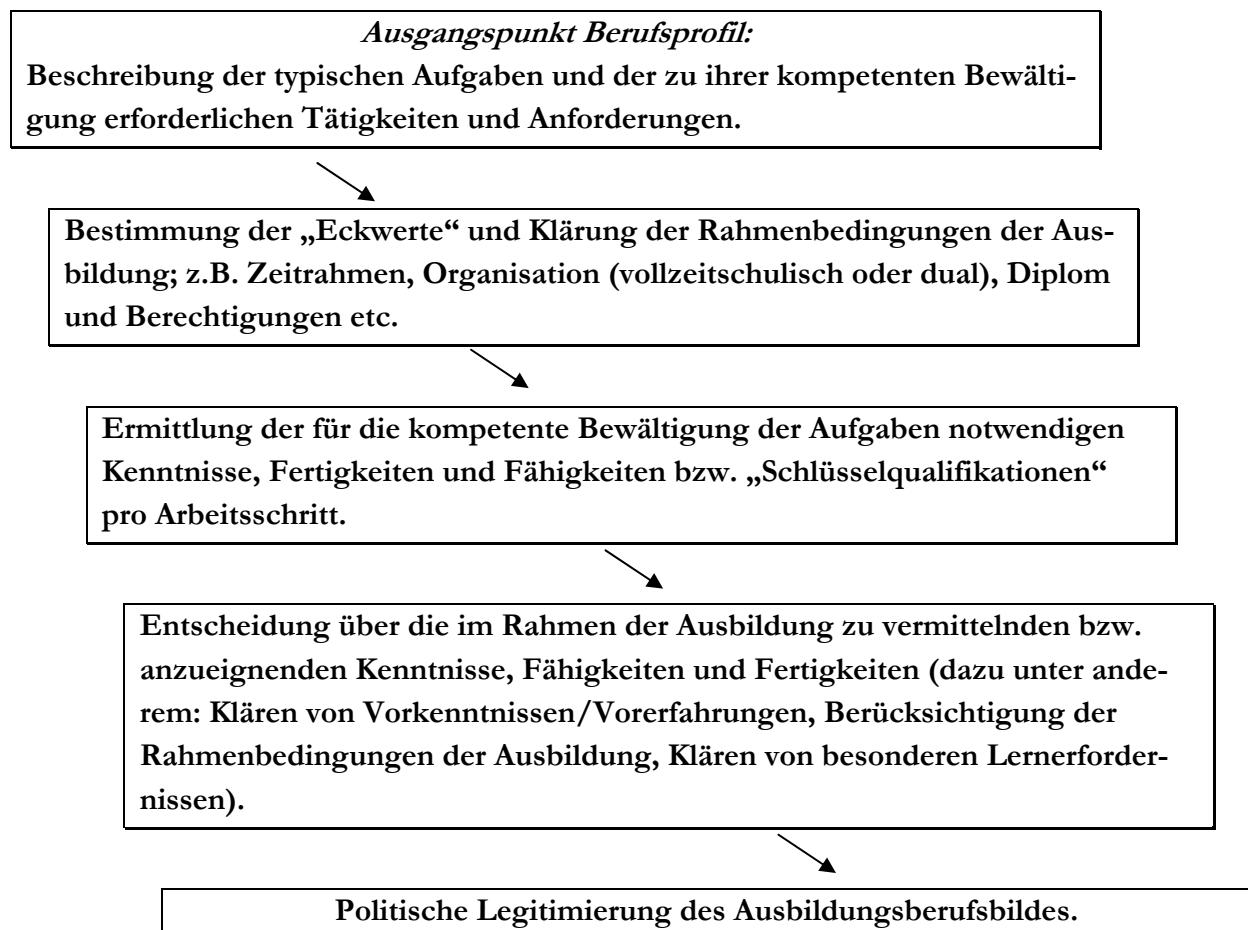 Ausgangspunkt Berufsprofil:
Beschreibung der typischen Aufgaben und der zu ihrer kompetenten Bewälti-
gung erforderlichen Tätigkeiten und Anforderungen.
Bestimmung der „Eckwerte“ und Klärung der Rahmenbedingungen der Aus-
bildung; z.B. Zeitrahmen, Organisation (vollzeitschulisch oder dual), Diplom
und Berechtigungen etc.
Ermittlung der für die kompetente Bewältigung der Aufgaben notwendigen
Kenntnisse, Fertigkeiten und Fähigkeiten bzw. „Schlüsselqualifikationen“
pro Arbeitsschritt.
Entscheidung über die im Rahmen der Ausbildung zu vermittelnden bzw.
anzueignenden Kenntnisse, Fähigkeiten und Fertigkeiten (dazu unter ande-
rem: Klären von Vorkenntnissen/Vorerfahrungen, Berücksichtigung der
Rahmenbedingungen der Ausbildung, Klären von besonderen Lernerforder-
nissen).
Politische Legitimierung des Ausbildungsberufsbildes.